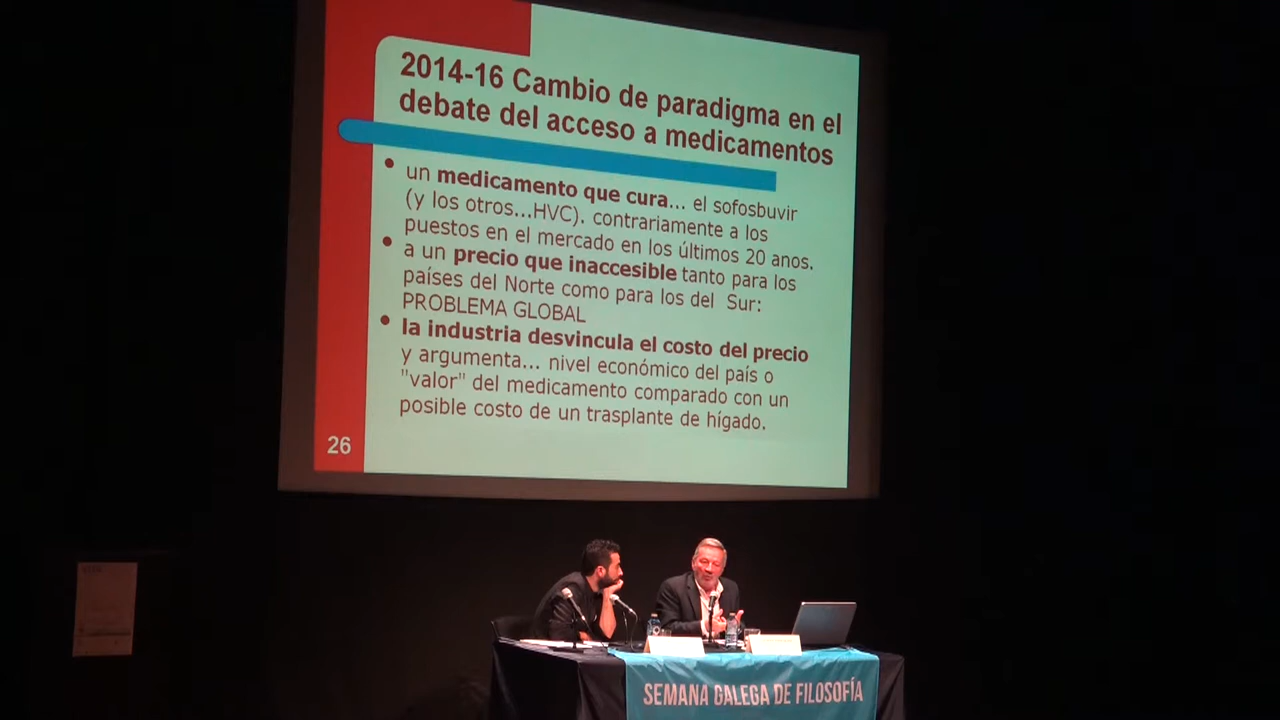 2014-16 Cambio de paradigma en el
debate del acceso a medicamentos
• un medicamento que cura... el sofosbuvir
(y los otros...HVC). contrariamente a los
puestos en el mercado en los últimos 20 anos.
• a un precio que inaccesible tanto para los
países del Norte como para los del Sur:
PROBLEMA GLOBAL
• la industria desvincula el costo del precio
y argumenta... nivel económico del país o
"valor" del medicamento comparado con un
posible costo de un trasplante de hígado.
26
SEMANA GALEGA DE FILOSOFÍA